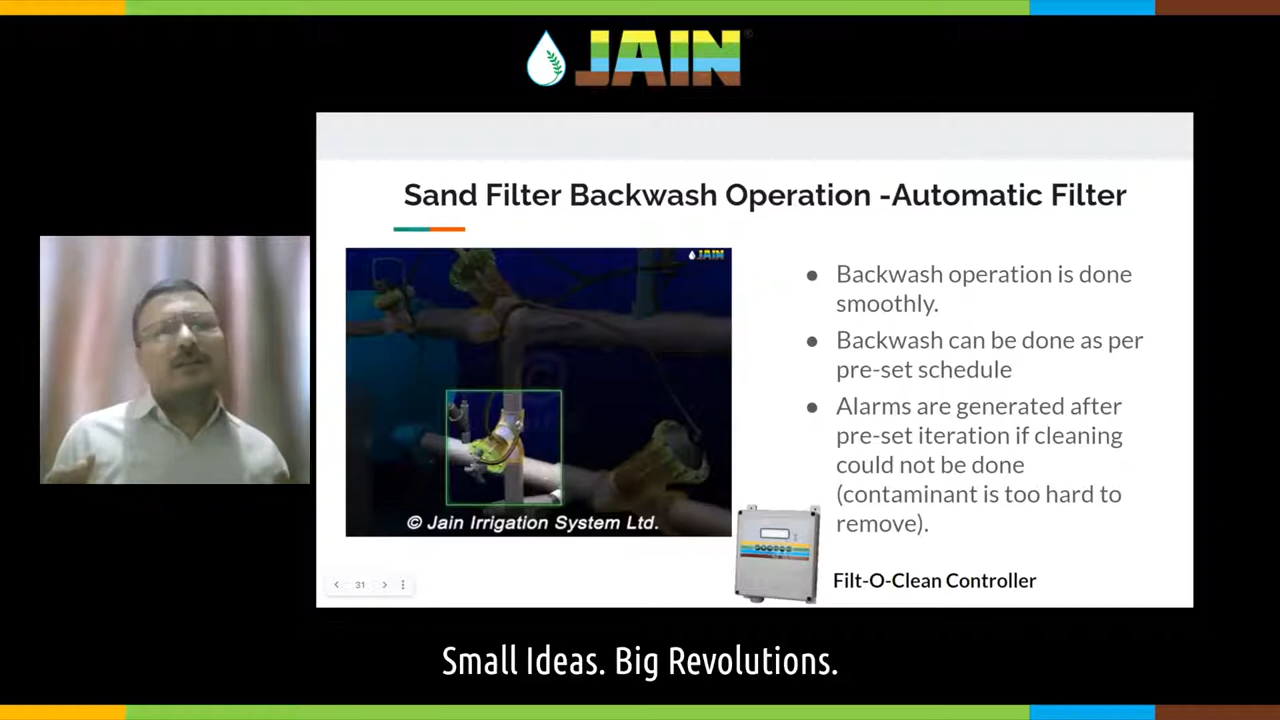 JAIN
Sand Filter Backwash Operation -Automatic Filter
JAIN
© Jain Irrigation System Ltd.
● Backwash operation is done
smoothly.
● Backwash can be done as per
pre-set schedule
● Alarms are generated after
pre-set iteration if cleaning
could not be done
(contaminant is too hard to
remove).
Filt-O-Clean Controller
31
Small Ideas. Big Revolutions.